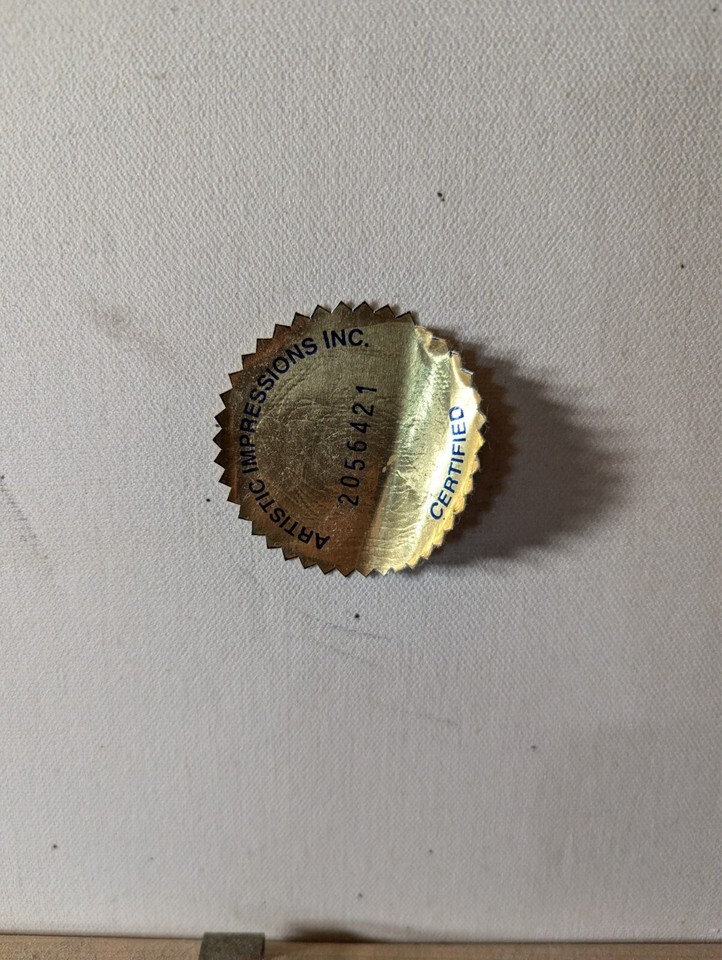 ARTISTIC IMPRESSIONS INC.
2056421
CERTIFIED